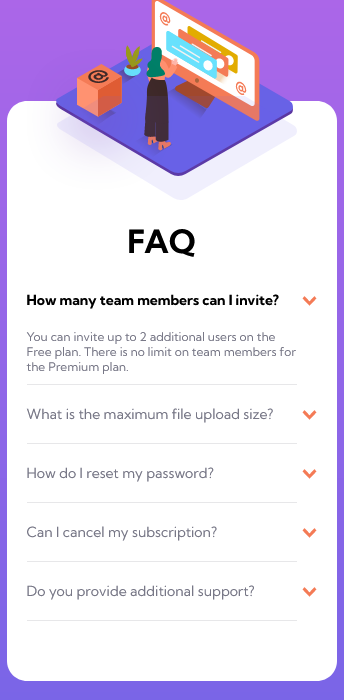 FAQ
How many team members can I invite?
You can invite up to 2 additional users on the
Free plan. There is no limit on team members for
the Premium plan.
What is the maximum file upload size?
How do I reset my password?
Can I cancel my subscription?
Do you provide additional support?